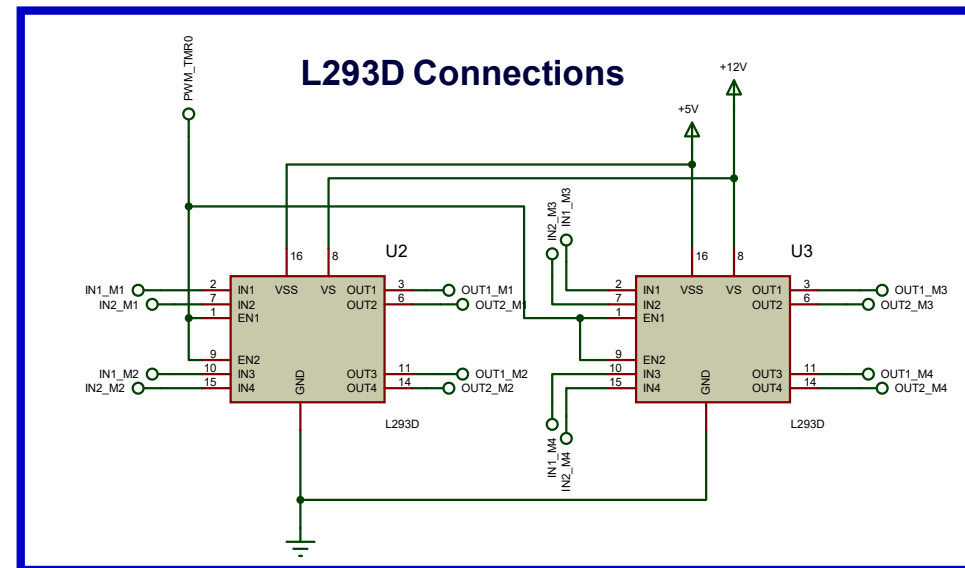 L293D Connections
PWM_TMR0
+12V
+5V
IN2_M3
IN1_M3
U2
U3
16
8
16
8
IN1_M1
2
IN1
VSS
VS
OUT1
3
OUT1_M1
IN2_M1
7
IN2
OUT2
6
OUT2_M1
1
EN1
9
EN2
IN1_M2
10
IN3
OUT3
11
OUT1_M2
IN2_M2
15
IN4
GND
OUT4
14
OUT2_M2
L293D
2
IN1
VSS
VS
OUT1
3
OUT1_M3
7
IN2
OUT2
6
OUT2_M3
1
EN1
9
EN2
10
IN3
OUT3
11
OUT1_M4
15
IN4
GND
OUT4
14
OUT2_M4
L293D
IN1_M4
IN2_M4